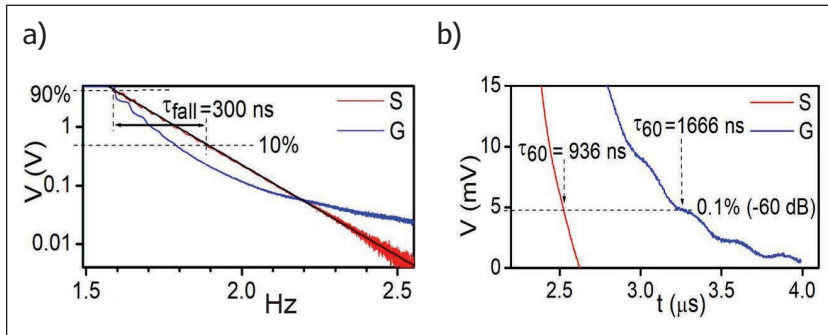 a)
90%
τfall=300 ns
S
G
10%
1
0.1
0.01
V (V)
1.5
2.0
2.5
Hz
b)
15
10
5
0
V (mV)
S
G
τ60=1666 ns
τ60=936 ns
0.1% (-60 dB)
2.5
3.0
3.5
4.0
t (μs)